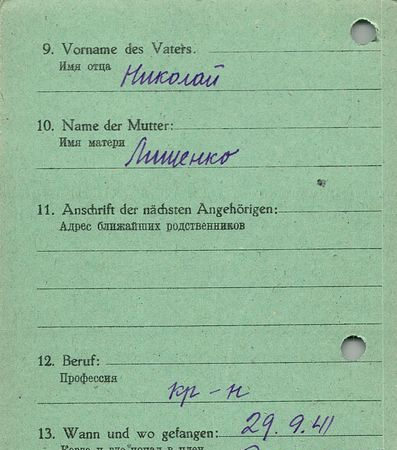 9. Vorname des Vaters.
Имя отца
Николай
10. Name der Mutter:
Имя матери
Лищенко
11. Anschrift der nächsten Angehörigen:
Адрес ближайших родственников
12. Beruf:
Профессия
кр-н
13. Wann und wo gefangen: 29.9.41